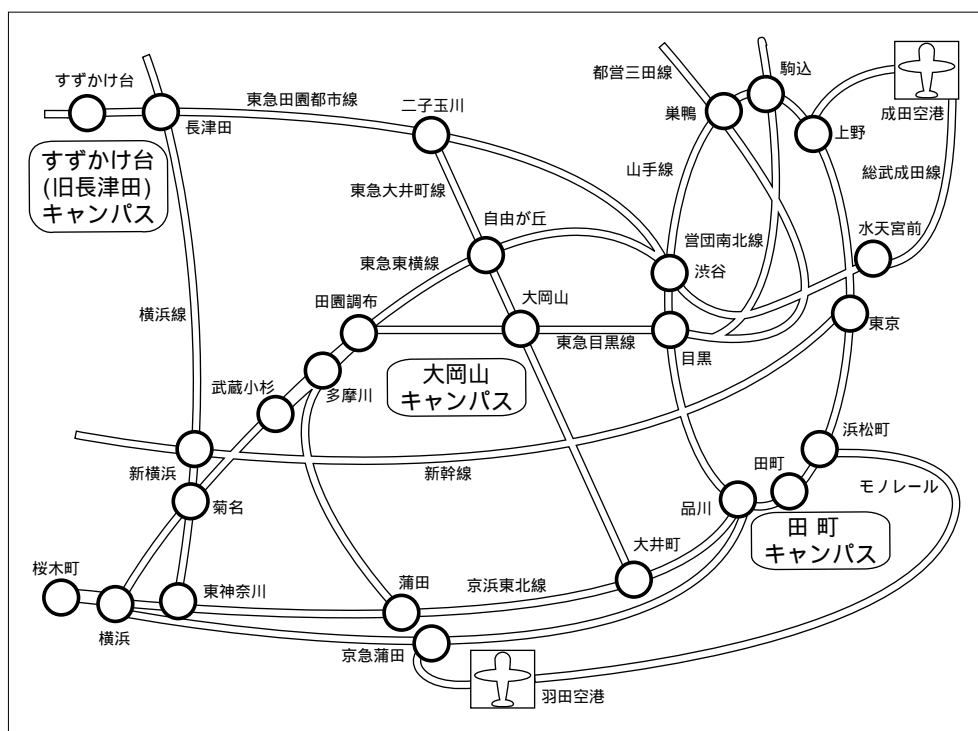 すずかけ台
長津田
東急田園都市線
二子玉川
都営三田線
巣鴨
駒込
上野
成田空港
すずかけ台
(旧長津田)
キャンパス
東急大井町線
山手線
総武成田線
水天宮前
自由が丘
営団南北線
渋谷
東急東横線
横浜線
田園調布
大岡山
東急目黒線
目黒
東京
大岡山
キャンパス
武蔵小杉
多摩川
新横浜
新幹線
浜松町
田町
モノレール
菊名
品川
田 町
キャンパス
大井町
桜木町
東神奈川
蒲田
京浜東北線
横浜
京急蒲田
羽田空港